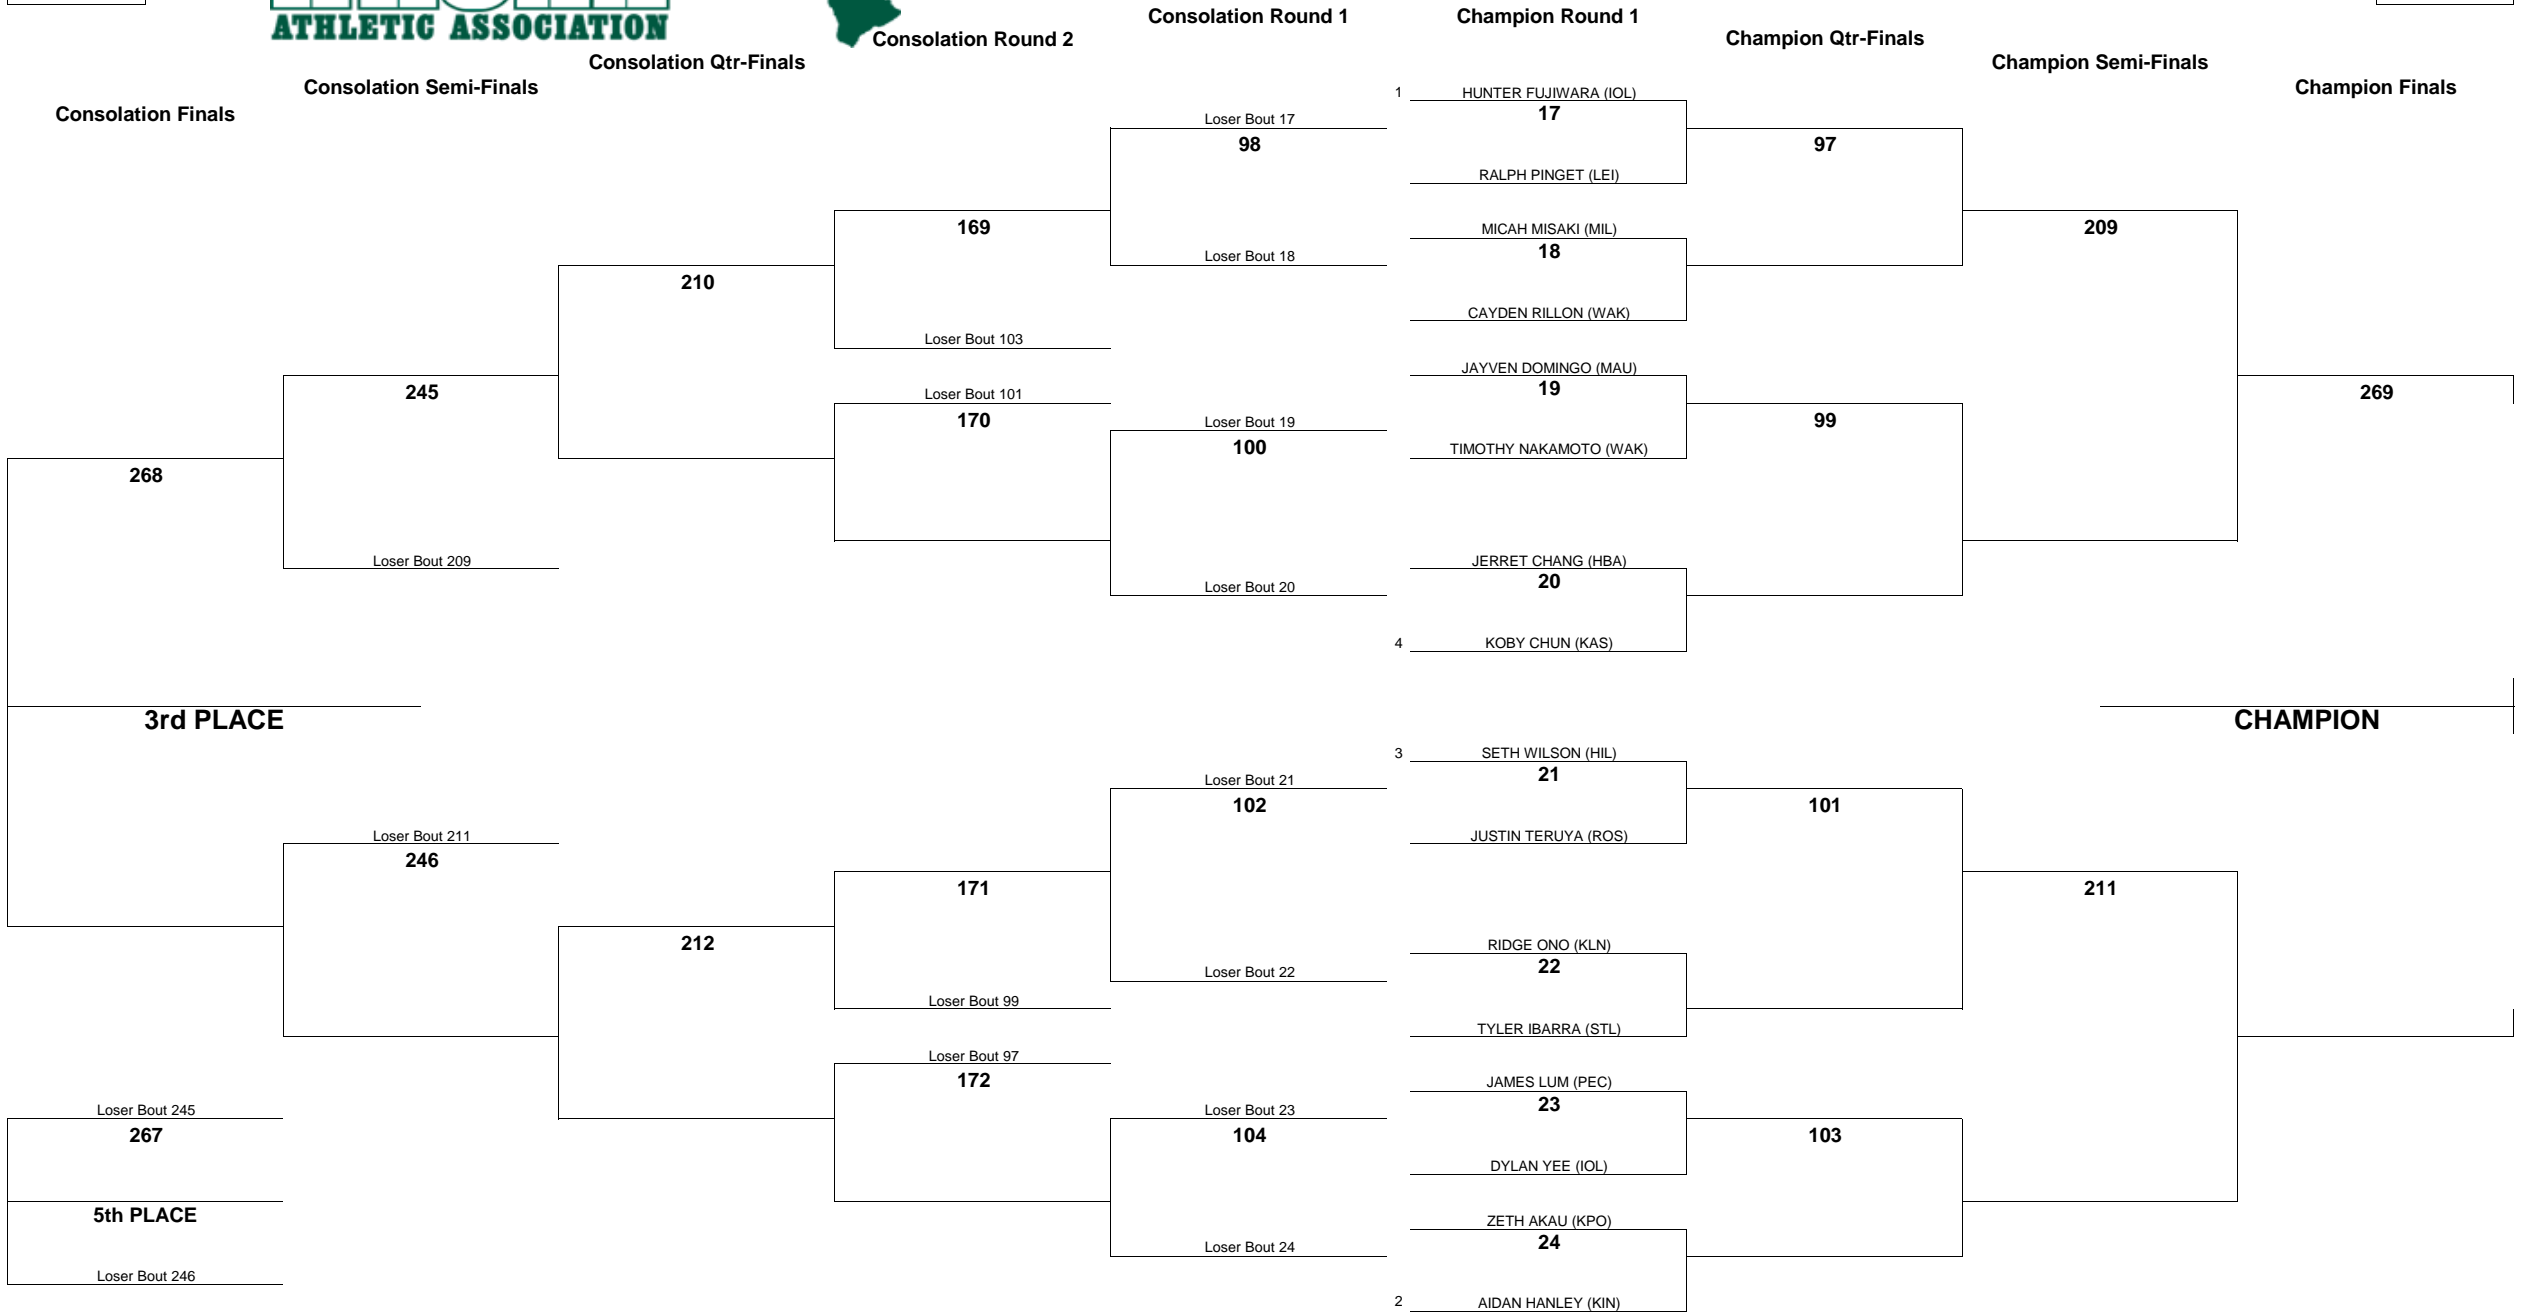 ATHLETIC ASSOCIATION
Consolation Round 1
Champion Round 1
Consolation Round 2
Champion Qtr-Finals
Consolation Qtr-Finals
Champion Semi-Finals
Consolation Semi-Finals
Champion Finals
Consolation Finals
1
HUNTER FUJIWARA (IOL)
17
Loser Bout 17
98
97
RALPH PINGET (LEI)
169
MICAH MISAKI (MIL)
209
18
Loser Bout 18
210
CAYDEN RILLON (WAK)
Loser Bout 103
JAYVEN DOMINGO (MAU)
245
Loser Bout 101
19
269
170
Loser Bout 19
99
100
TIMOTHY NAKAMOTO (WAK)
268
Loser Bout 209
JERRET CHANG (HBA)
20
Loser Bout 20
4
KOBY CHUN (KAS)
3rd PLACE
CHAMPION
3
SETH WILSON (HIL)
21
Loser Bout 21
102
101
Loser Bout 211
JUSTIN TERUYA (ROS)
246
171
211
212
RIDGE ONO (KLN)
22
Loser Bout 22
Loser Bout 99
TYLER IBARRA (STL)
Loser Bout 97
172
JAMES LUM (PEC)
23
Loser Bout 245
Loser Bout 23
267
104
103
DYLAN YEE (IOL)
5th PLACE
ZETH AKAU (KPO)
24
Loser Bout 24
Loser Bout 246
2
AIDAN HANLEY (KIN)